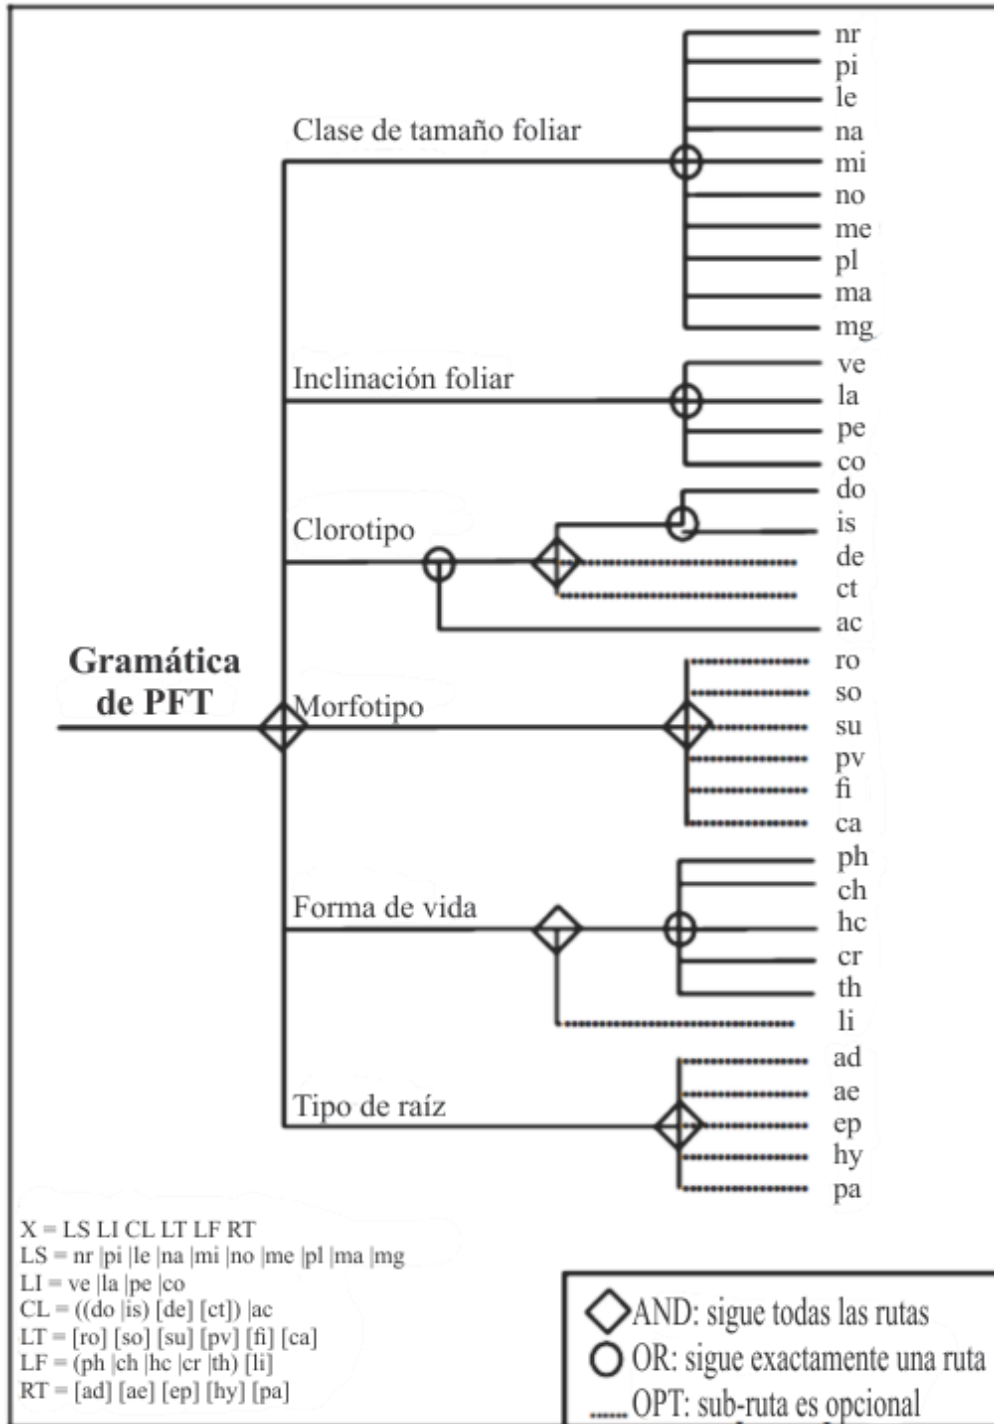 nr
pi
le
Clase de tamaño foliar
na
mi
no
me
pl
ma
mg
ve
Inclinación foliar
la
pe
co
do
is
Clorotipo
de
ct
ac
Gramática
de PFT
ro
so
Morfotipo
su
pv
fi
ca
ph
ch
Forma de vida
hc
cr
th
li
ad
ae
Tipo de raíz
ep
hy
pa
X = LS LI CL LT LF RT
LS = nr |pi |le |na |mi |no |me |pl |ma |mg
LI = ve |la |pe |co
CL = ((do |is) [de] [ct]) |ac
LT = [ro] [so] [su] [pv] [fi] [ca]
LF = (ph |ch |hc |cr |th) [li]
RT = [ad] [ae] [ep] [hy] [pa]
AND: sigue todas las rutas
OR: sigue exactamente una ruta
OPT: sub-ruta es opcional